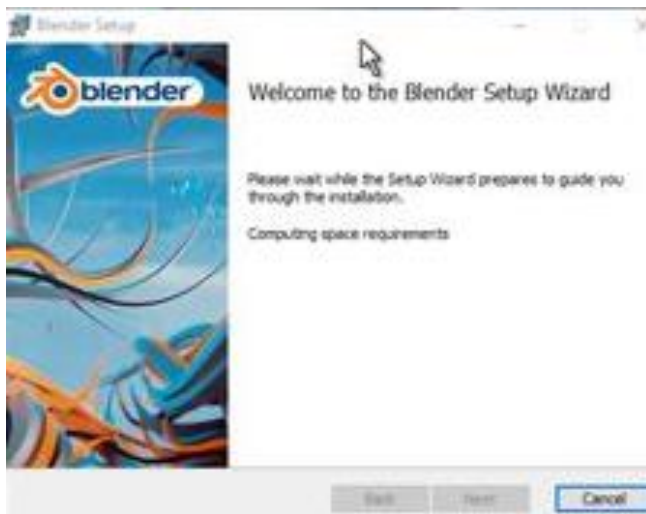 Blender Setup
blender
Welcome to the Blender Setup Wizard
Please wait while the Setup Wizard prepares to guide you
through the installation.
Computing space requirements
Back Next Cancel